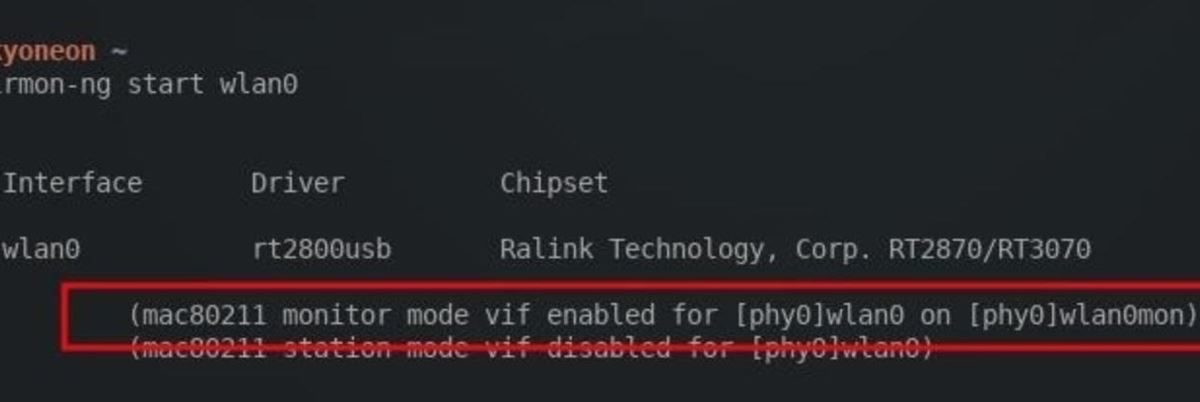 yoneon ~
rmon-ng start wlan0
Interface Driver Chipset
wlan0 rt2800usb Ralink Technology, Corp. RT2870/RT3070
(mac80211 monitor mode vif enabled for [phy0]wlan0 on [phy0]wlan0mon)
(mac80211 station mode vif disabled for [phy0]wlan0)